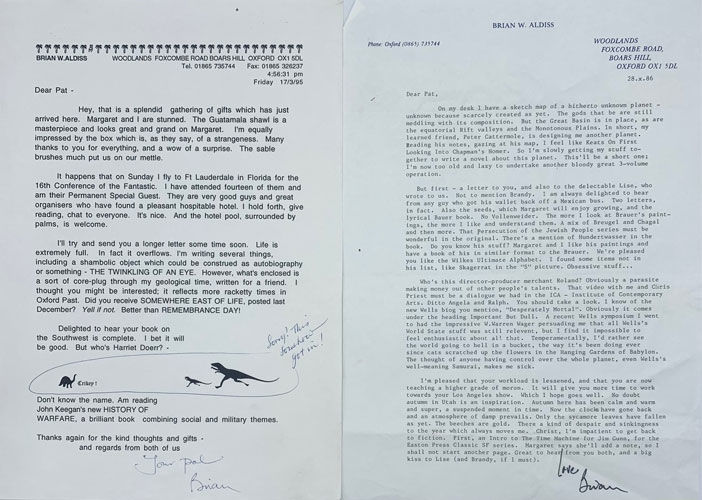 BRIAN W.ALDISS WOODLANDS FOXCOMBE ROAD BOARS HILL OXFORD OX1 5DL
Tel. 01865 735744 Fax: 01865 326237
4:56:31 pm
Friday 17/3/95
Dear Pat -
Hey, that is a splendid gathering of gifts which has just
arrived here. Margaret and I are stunned. The Guatamala shawl is a
masterpiece and looks great and grand on Margaret. I'm equally
impressed by the box which is, as they say, of a strangeness. Many
thanks to you for everything, and a wow of a surprise. The sable
brushes much put us on our mettle.
It happens that on Sunday I fly to Ft Lauderdale in Florida for the
16th Conference of the Fantastic. I have attended fourteen of them and
am their Permanent Special Guest. They are very good guys and great
organisers who have found a pleasant hospitable hotel. I hold forth, give
reading, chat to everyone. It's nice. And the hotel pool, surrounded by
palms, is welcome.
I'll try and send you a longer letter some time soon. Life is
extremely full. In fact it overflows. I'm writing several things,
including a shambolic object which could be construed as autobiography
or something - THE TWINKLING OF AN EYE. However, what's enclosed is
a sort of core-plug through my geological time, written for a friend. I
thought you might be interested; it reflects more racketty times in
Oxford Past. Did you receive SOMEWHERE EAST OF LIFE, posted last
December? Yell if not. Better than REMEMBRANCE DAY!
Delighted to hear your book on
the Southwest is complete. I bet it will
be good. But who's Harriet Doerr? -
Sorry! This
got in!
Crikey!
Don't know the name. Am reading
John Keegan's new HISTORY OF
WARFARE, a brilliant book combining social and military themes.
Thanks again for the kind thoughts and gifts -
and regards from both of us
Your pal
Brian
BRIAN W. ALDISS
Phone: Oxford (0865) 735744
WOODLANDS
FOXCOMBE ROAD,
BOARS HILL,
OXFORD OX1 5DL
28.x.86
Dear Pat,
On my desk I have a sketch map of a hitherto unknown planet -
unknown because scarcely created as yet. The gods that be are still
meddling with its composition. But the Great Basin is in place, as are
the equatorial Rift valleys and the Monotonous Plains. In short, my
learned friend, Peter Cattermole, is designing me another planet.
Reading his notes, gazing at his map, I feel like Keats On First
Looking Into Chapman's Homer. So I'm slowly getting my stuff to-
gether to write a novel about this planet. This'll be a short one;
I'm now too old and lazy to undertake another bloody great 3-volume
operation.
But first - a letter to you, and also to the delectable Lise, who
wrote to us. Not to mention Brandy. I am always delighted to hear
from any guy who got his wallet back off a Mexican bus. Two letters,
in fact. Also the seeds, which Margaret will enjoy growing, and the
lyrical Bauer book. No Vollenweider. The more I look at Brauer's paint-
ings, the more I like and understand them. A mix of Breugel and Chagal
and then more. That Persecution of the Jewish People series must be
wonderful in the original. There's a mention of Hundertwasser in the
book. Do you know his stuff? Margaret and I like his paintings and
have a book of his in similar format to the Brauer. We're pleased
you like the Wilkes Ultimate Alphabet. I found some items not in
his list, like Skagerrak in the "S" picture. Obsessive stuff...
Who's this director-producer merchant Roland? Obviously a parasite
making money out of other people's talents. That video with me and Chris
Priest must be a dialogue we had in the ICA - Institute of Contemporary
Arts. Ditto Angela and Ralph. You should take a look. I know of the
new Wells biog you mention, "Desperately Mortal". Obviously it comes
under the heading Important But Dull. A recent Wells symposium I went
to had the impressive W.Warren Wager persuading me that all Wells's
World State stuff was still relevent, but I find it impossible to
feel enthusiastic about all that. Temperamentally, I'd rather see
the world going to hell in a bucket, the way it's been doing ever
since cats scratched up the flowers in the Hanging Gardens of Babylon.
The thought of anyone having control over the whole planet, even Wells's
well-meaning Samurai, makes me sick.
I'm pleased that your workload is lessened, and that you are now
teaching a higher grade of moron. It will give you more time to work
towards your Los Angeles show. Which I hope goes well. No doubt
autumn in Utah is an inspiration. Autumn here has been calm and warm
and super, a suspended moment in time. Now the clocks have gone back
and an atmosphere of damp prevails. Only the sycamore leaves have fallen
as yet. The beeches are gold. There a kind of despair and sinkingness
to the year which always moves me. Christ, I'm impatient to get back
to fiction. First, an Intro to The Time Machine for Jim Gunn, for the
Easton Press Classic SF series. Margaret says she'll add a note, so I
shall not start another page. Great to hear from you both, and a big
kiss to Lise (and Brandy, if I must).
Love
Brian